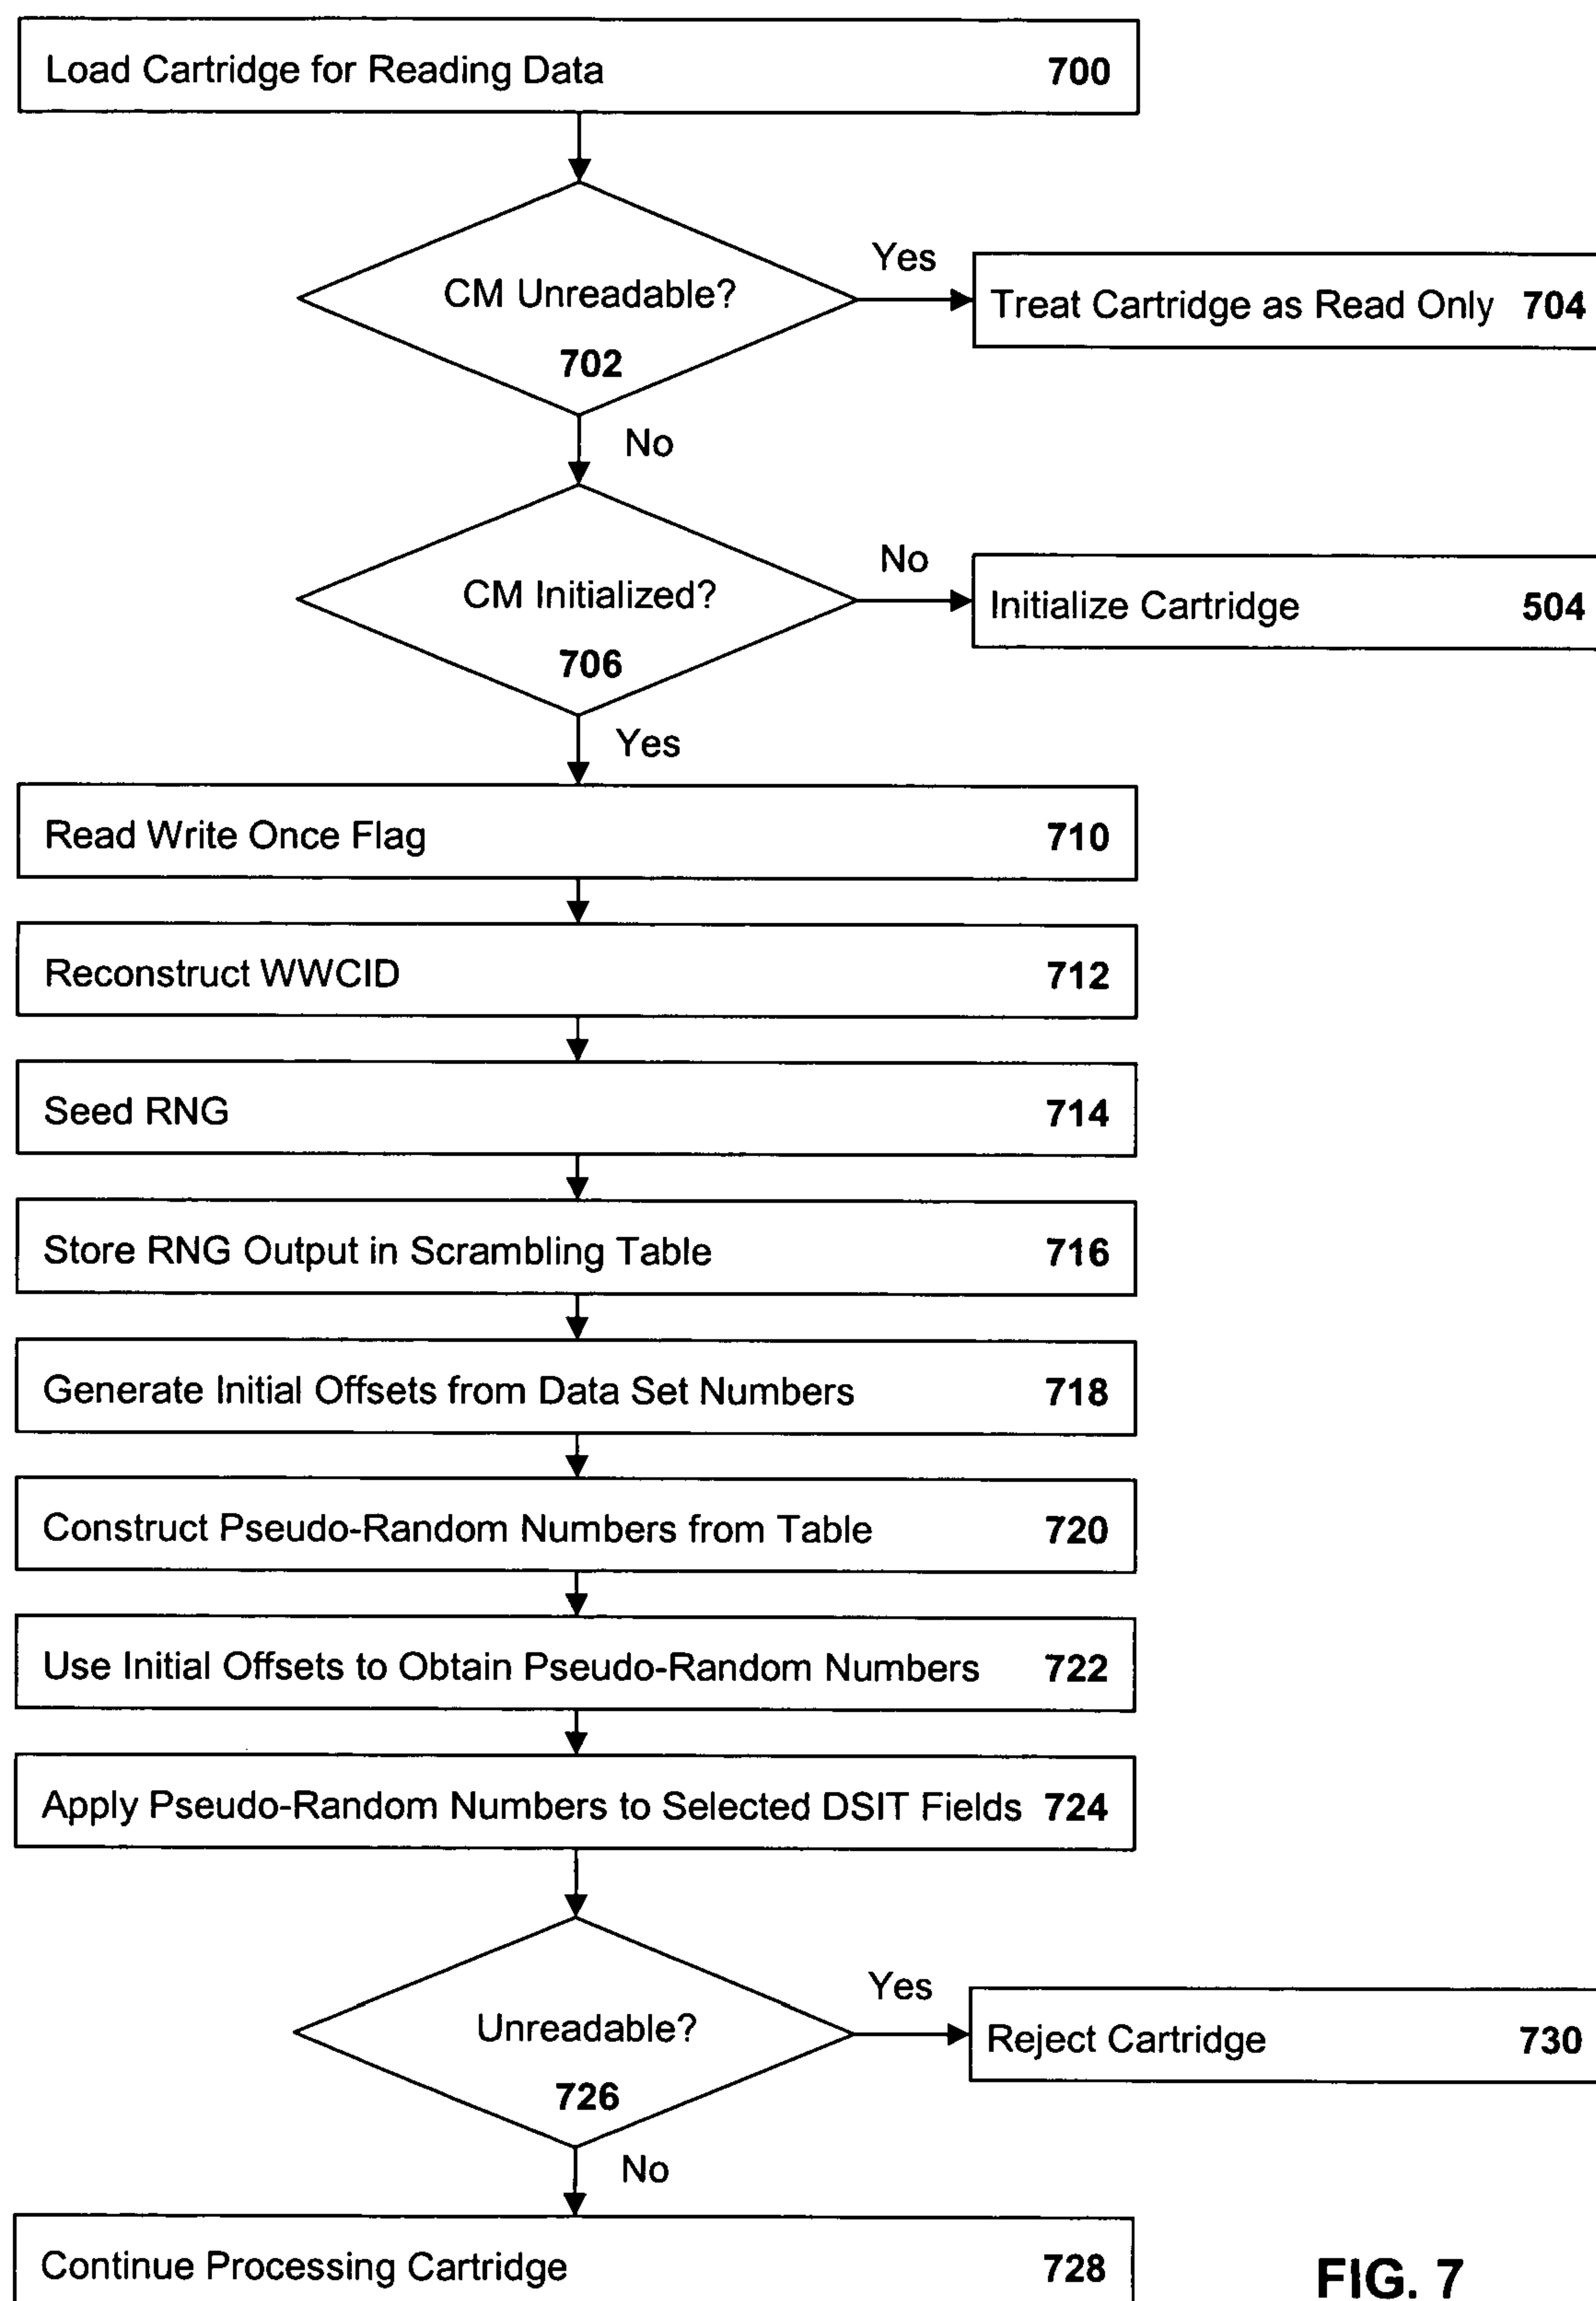 Load Cartridge for Reading Data 700
CM Unreadable?
702
Yes
Treat Cartridge as Read Only 704
No
CM Initialized?
706
No
Initialize Cartridge 504
Yes
Read Write Once Flag 710
Reconstruct WWCID 712
Seed RNG 714
Store RNG Output in Scrambling Table 716
Generate Initial Offsets from Data Set Numbers 718
Construct Pseudo-Random Numbers from Table 720
Use Initial Offsets to Obtain Pseudo-Random Numbers 722
Apply Pseudo-Random Numbers to Selected DSIT Fields 724
Unreadable?
726
Yes
Reject Cartridge 730
No
Continue Processing Cartridge 728
FIG. 7